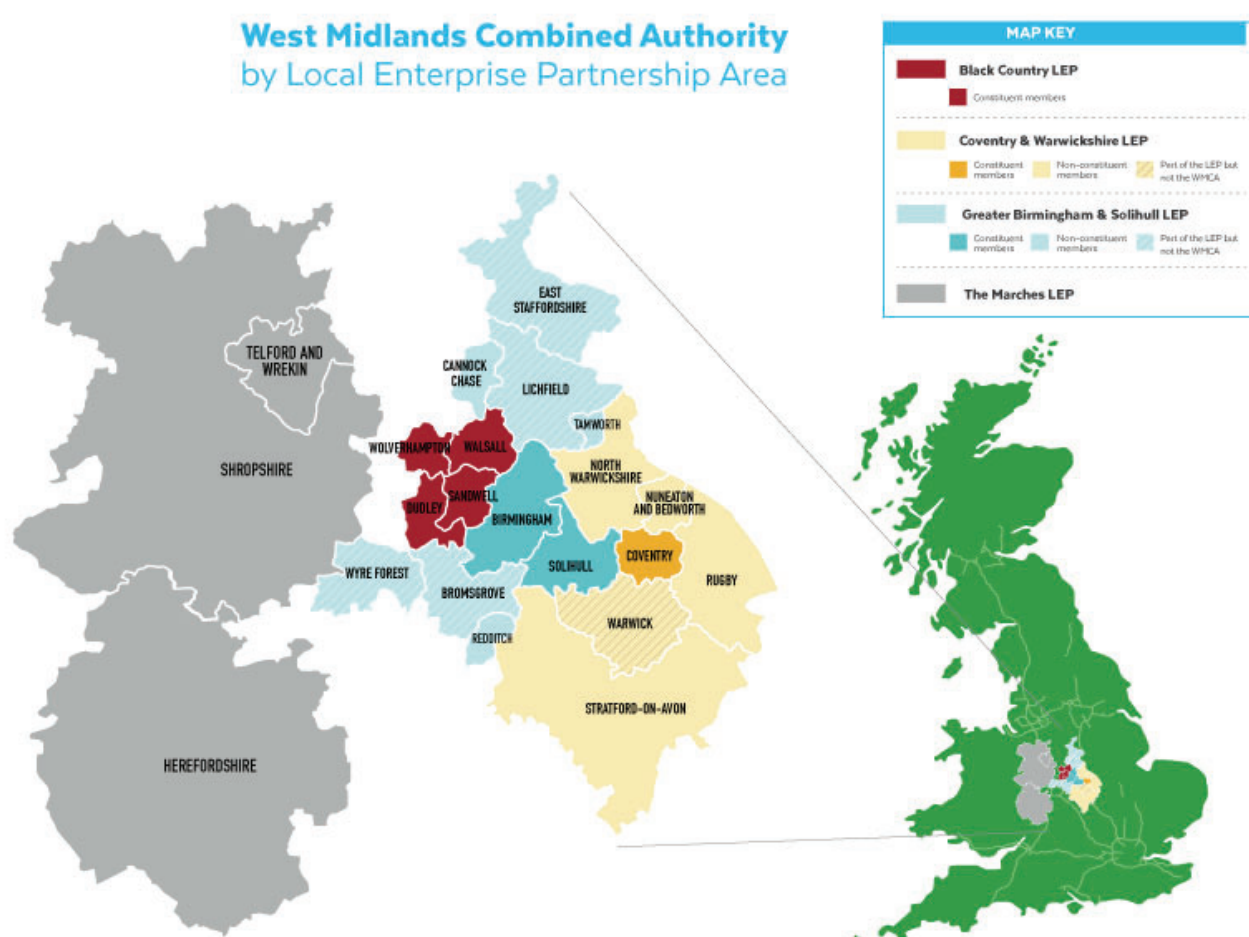 West Midlands Combined Authority
by Local Enterprise Partnership Area
MAP KEY
Black Country LEP
Constituent members
Coventry & Warwickshire LEP
Constituent
members
Non-constituent
members
Part of the LEP but
not the WMCA
Greater Birmingham & Solihull LEP
Constituent
members
Non-constituent
members
Part of the LEP but
not the WMCA
The Marches LEP
EAST
STAFFORDSHIRE
TELFORD AND
WREKIN
CANNOCK
CHASE
LICHFIELD
TAMWORTH
WOLVERHAMPTON
WALSALL
SHROPSHIRE
NORTH
WARWICKSHIRE
SANDWELL
DUDLEY
NUNEATON
AND BEDWORTH
BIRMINGHAM
COVENTRY
SOLIHULL
WYRE FOREST
RUGBY
BROMSGROVE
WARWICK
REDDITCH
STRATFORD-ON-AVON
HEREFORDSHIRE